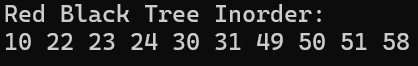 Red Black Tree Inorder:
10 22 23 24 30 31 49 50 51 58